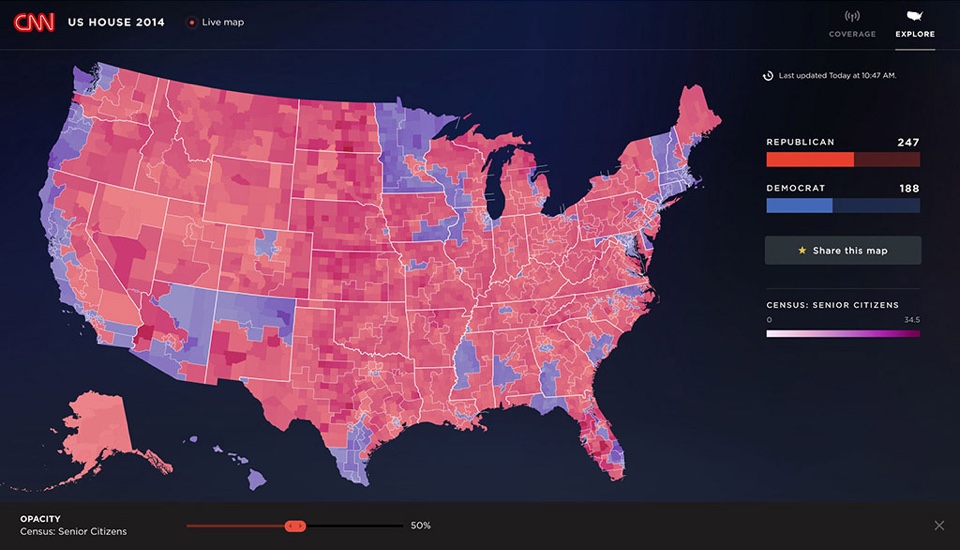 CNN US HOUSE 2014 Live map
COVERAGE
EXPLORE
Last updated Today at 10:47 AM.
REPUBLICAN 247
DEMOCRAT 188
★ Share this map
CENSUS: SENIOR CITIZENS
0 34.5
OPACITY
Census: Senior Citizens
50%